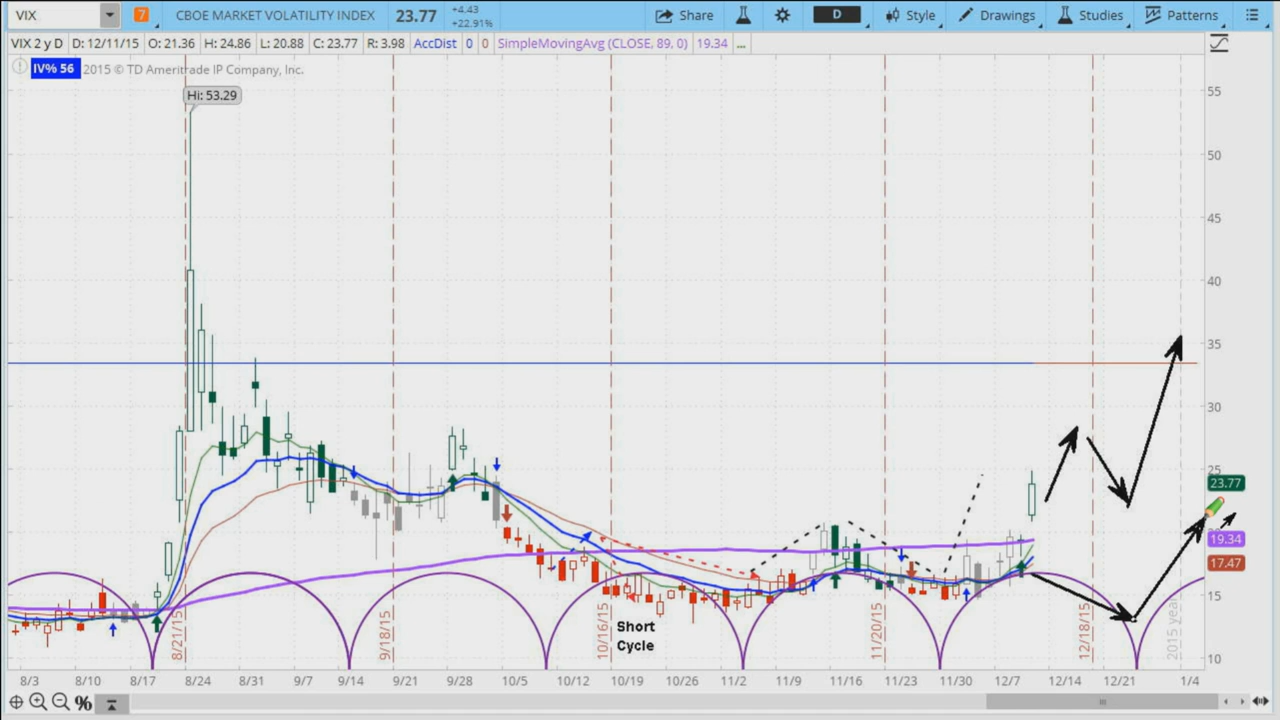 VIX 7 CBOE MARKET VOLATILITY INDEX 23.77 +4.43 +22.91% Share D Style Drawings Studies Patterns
VIX 2 y D D: 12/11/15 O: 21.36 H: 24.86 L: 20.88 C: 23.77 R: 3.98 AccDist 0 0 SimpleMovingAvg (CLOSE, 89, 0) 19.34 ...
IV% 56 2015 © TD Ameritrade IP Company, Inc.
Hi: 53.29
55
50
45
40
35
30
25
23.77
20
19.34
17.47
15
10
8/21/15
9/18/15
10/16/15
11/20/15
12/18/15
2015 year
Short
Cycle
8/3 8/10 8/17 8/24 8/31 9/7 9/14 9/21 9/28 10/5 10/12 10/19 10/26 11/2 11/9 11/16 11/23 11/30 12/7 12/14 12/21 1/4
%